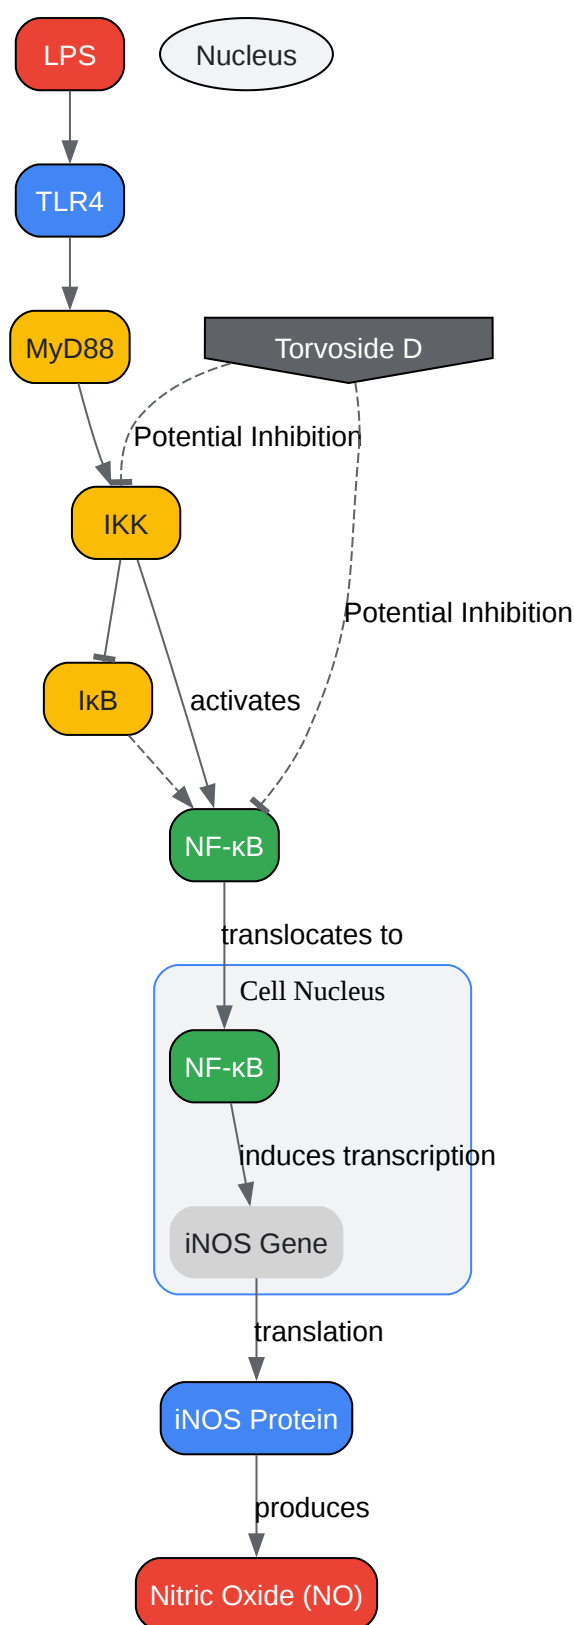 LPS
Nucleus
TLR4
MyD88
Torvoside D
Potential Inhibition
IKK
Potential Inhibition
IκB
activates
NF-κB
translocates to
Cell Nucleus
NF-κB
induces transcription
iNOS Gene
translation
iNOS Protein
produces
Nitric Oxide (NO)